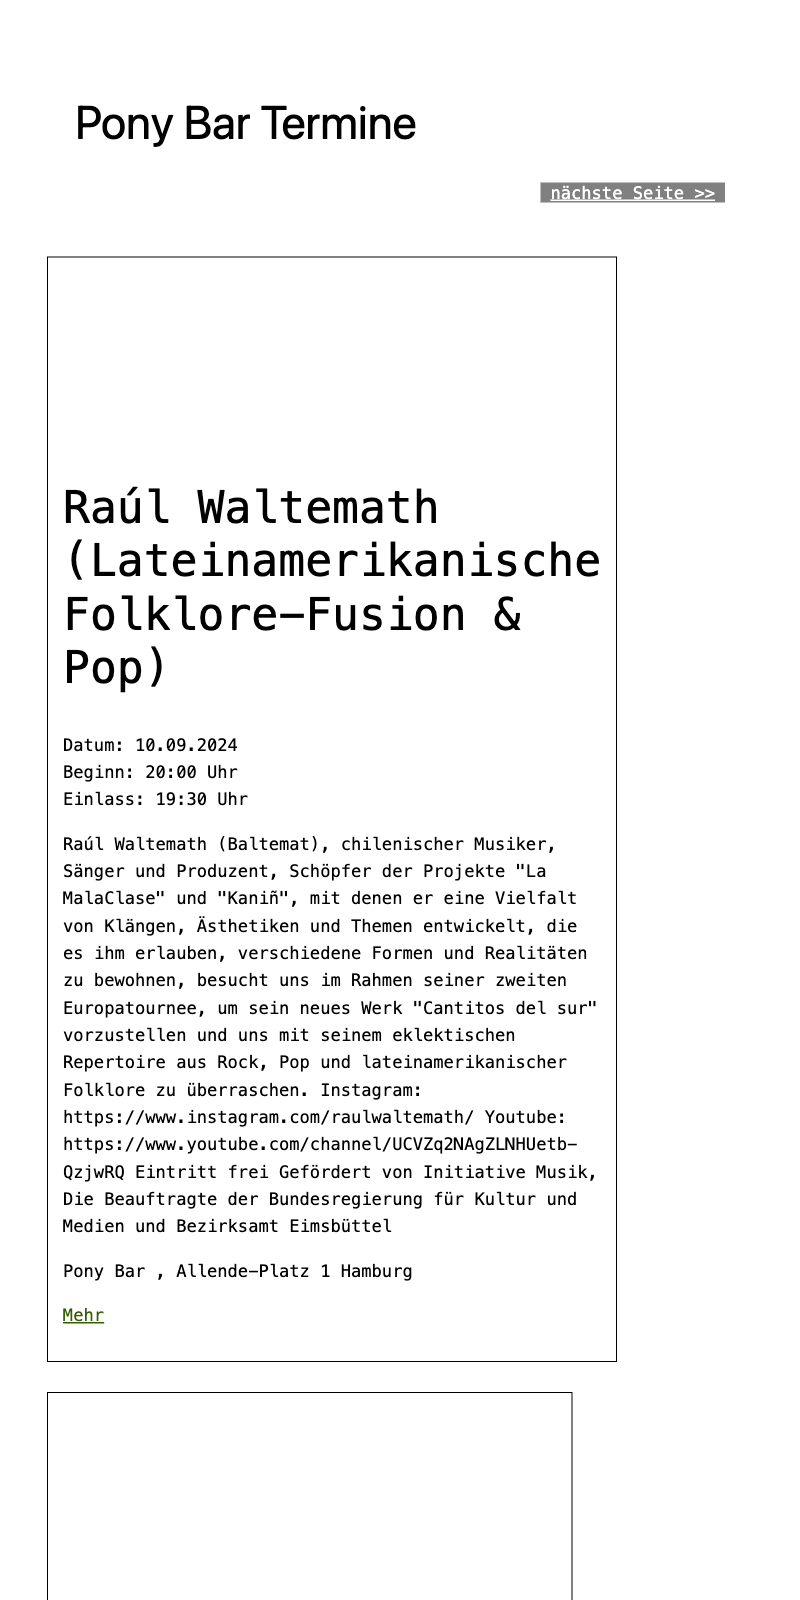 Pony Bar Termine
nächste Seite >>
Raúl Waltemath
(Lateinamerikanische
Folklore-Fusion &
Pop)
Datum: 10.09.2024
Beginn: 20:00 Uhr
Einlass: 19:30 Uhr
Raúl Waltemath (Baltemat), chilenischer Musiker,
Sänger und Produzent, Schöpfer der Projekte "La
MalaClase" und "Kaniñ", mit denen er eine Vielfalt
von Klängen, Ästhetiken und Themen entwickelt, die
es ihm erlauben, verschiedene Formen und Realitäten
zu bewohnen, besucht uns im Rahmen seiner zweiten
Europatournee, um sein neues Werk "Cantitos del sur"
vorzustellen und uns mit seinem eklektischen
Repertoire aus Rock, Pop und lateinamerikanischer
Folklore zu überraschen. Instagram:
https://www.instagram.com/raulwaltemath/ Youtube:
https://www.youtube.com/channel/UCVZq2NAgZLNHUetb-
QzjwRQ Eintritt frei Gefördert von Initiative Musik,
Die Beauftragte der Bundesregierung für Kultur und
Medien und Bezirksamt Eimsbüttel
Pony Bar , Allende-Platz 1 Hamburg
Mehr